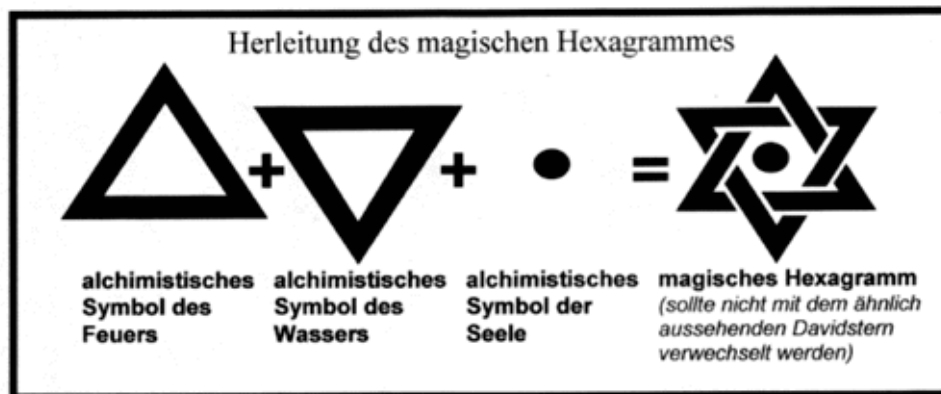 Herleitung des magischen Hexagrammes
+ + =
alchimistisches
Symbol des
Feuers
alchimistisches
Symbol des
Wassers
alchimistisches
Symbol der
Seele
magisches Hexagramm
(sollte nicht mit dem ähnlich
aussehenden Davidstern
verwechselt werden)